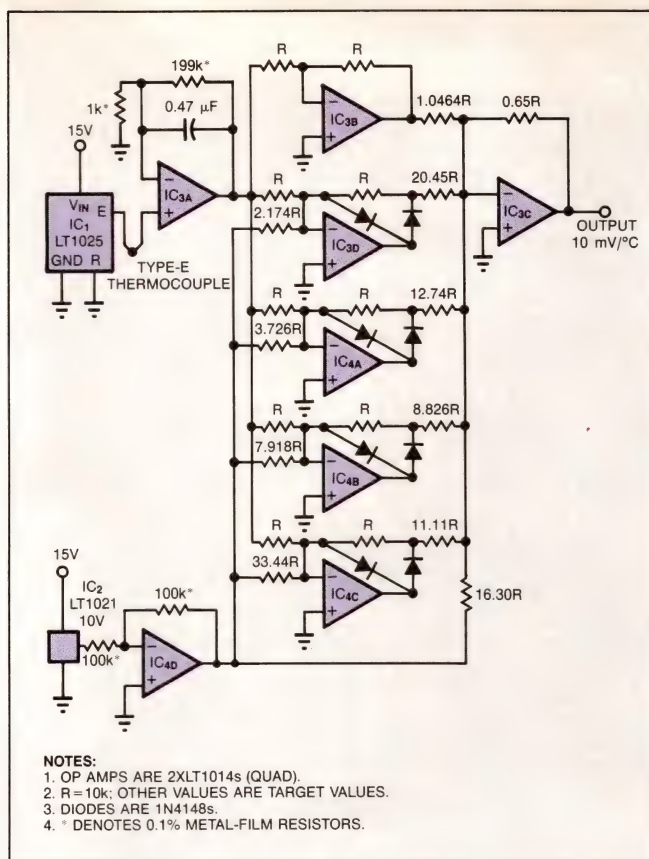 R
R
199k*
1k*
0.47 μF
15V
1.0464R
0.65R
IC3B
IC3A
VIN E
IC1
LT1025
GND R
TYPE-E
THERMOCOUPLE
R
R
20.45R
2.174R
IC3D
IC3C
OUTPUT
10 mV/°C
R
R
12.74R
3.726R
IC4A
R
R
8.826R
7.918R
IC4B
R
R
11.11R
33.44R
IC4C
16.30R
15V
IC2
LT1021
10V
100k*
100k*
IC4D
NOTES:
1. OP AMPS ARE 2XLT1014s (QUAD).
2. R=10k; OTHER VALUES ARE TARGET VALUES.
3. DIODES ARE 1N4148s.
4. * DENOTES 0.1% METAL-FILM RESISTORS.